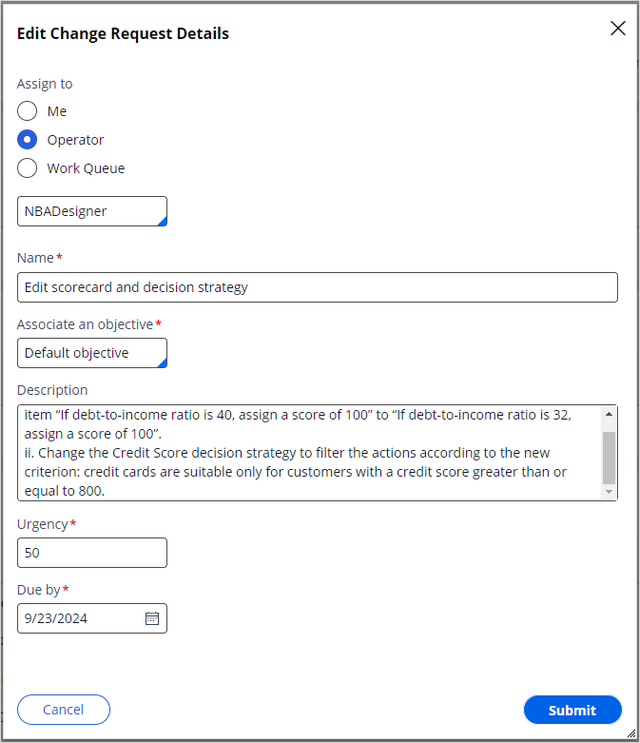 Edit Change Request Details
Assign to
Me
Operator
Work Queue
NBADesigner
Name*
Edit scorecard and decision strategy
Associate an objective*
Default objective
Description
item “If debt-to-income ratio is 40, assign a score of 100” to “If debt-to-income ratio is 32,
assign a score of 100”.
ii. Change the Credit Score decision strategy to filter the actions according to the new
criterion: credit cards are suitable only for customers with a credit score greater than or
equal to 800.
Urgency*
50
Due by*
9/23/2024
Cancel
Submit